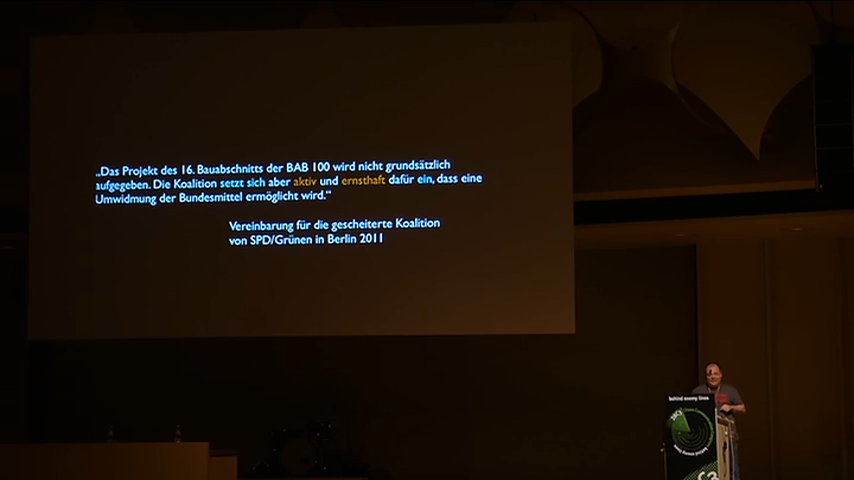 „Das Projekt des 16. Bauabschnitts der BAB 100 wird nicht grundsätzlich
aufgegeben. Die Koalition setzt sich aber aktiv und ernsthaft dafür ein, dass eine
Umwidmung der Bundesmittel ermöglicht wird.“
Vereinbarung für die gescheiterte Koalition
von SPD/Grünen in Berlin 2011
behind enemy lines
28C3